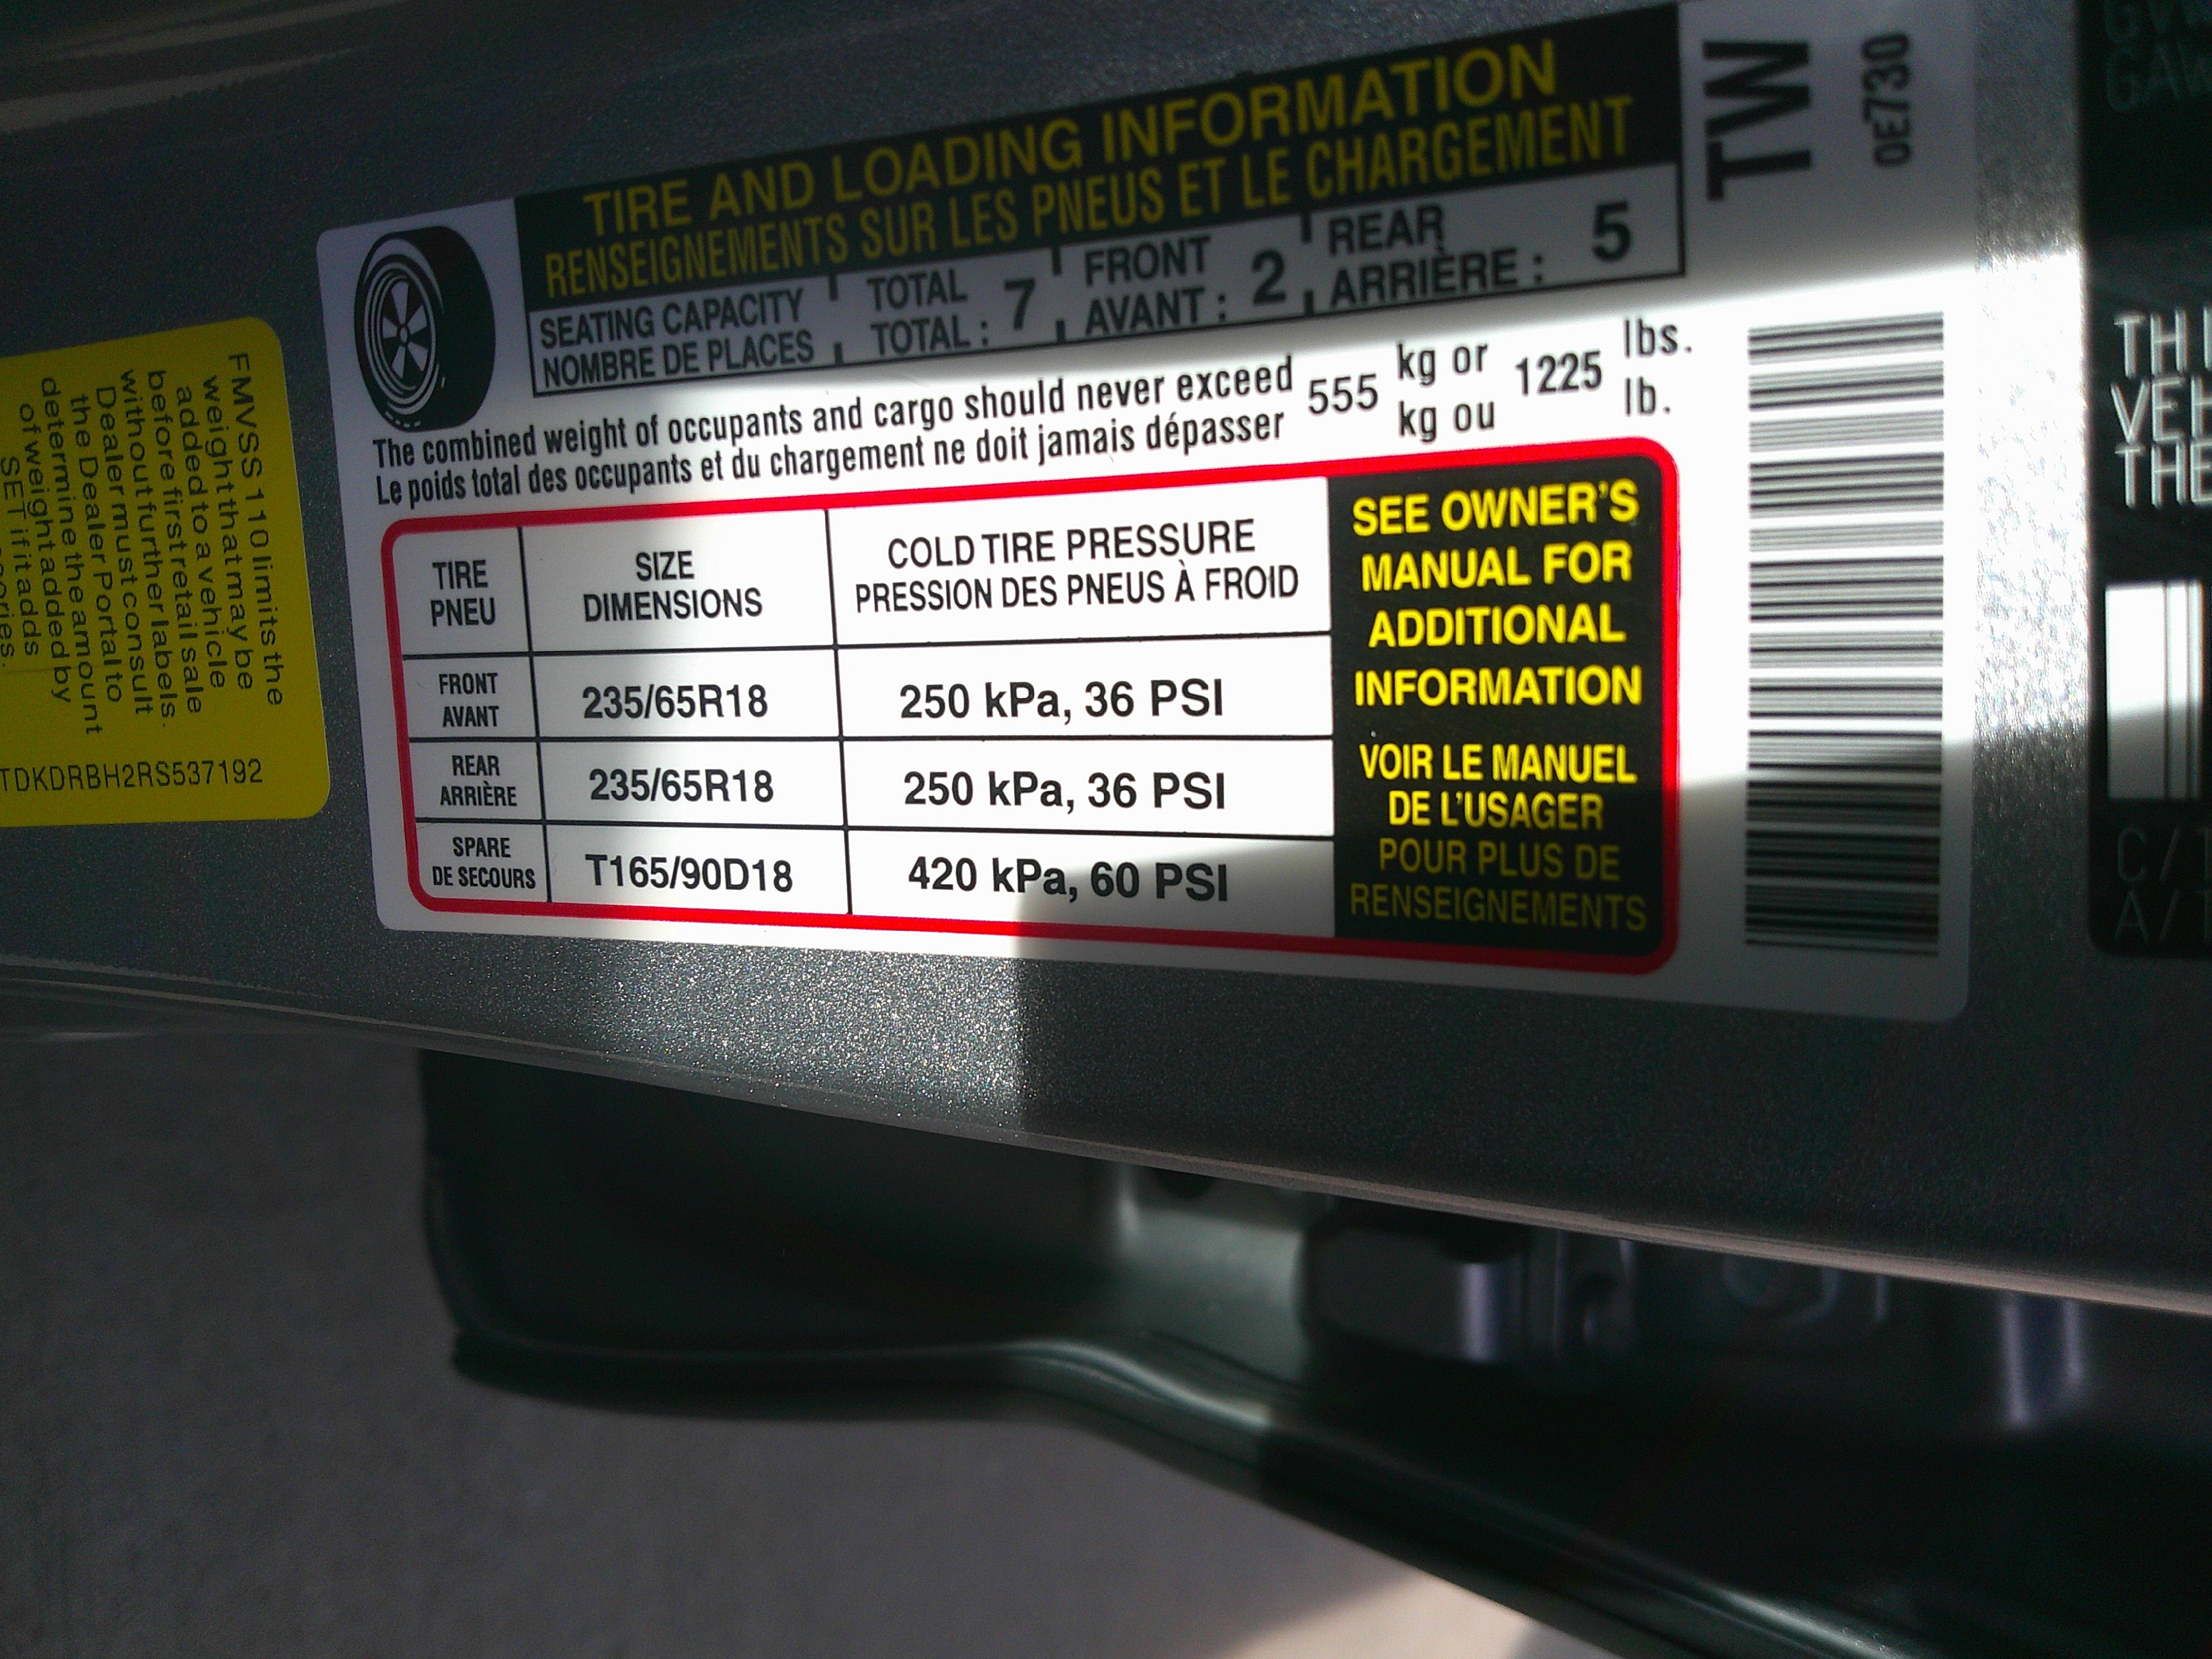 TIRE AND LOADING INFORMATION
RENSEIGNEMENTS SUR LES PNEUS ET LE CHARGEMENT
SEATING CAPACITY TOTAL FRONT REAR
NOMBRE DE PLACES TOTAL : 7 AVANT : 2 ARRIÈRE : 5
The combined weight of occupants and cargo should never exceed 555 kg or 1225 lbs.
Le poids total des occupants et du chargement ne doit jamais dépasser kg ou lb.
TIRE SIZE COLD TIRE PRESSURE
PNEU DIMENSIONS PRESSION DES PNEUS À FROID
FRONT
AVANT
235/65R18 250 kPa, 36 PSI
REAR
ARRIÈRE
235/65R18 250 kPa, 36 PSI
SPARE
DE SECOURS
T165/90D18 420 kPa, 60 PSI
SEE OWNER'S
MANUAL FOR
ADDITIONAL
INFORMATION
VOIR LE MANUEL
DE L'USAGER
POUR PLUS DE
RENSEIGNEMENTS
TW
0E730
FMVSS 110 limits the
weight that may be
added to a vehicle
before first retail sale
without further labels.
Dealer must consult
the Dealer Portal to
determine the amount
of weight added by
SET if it adds
TDKDRBH2RS537192
GAW
THE
C/
A/